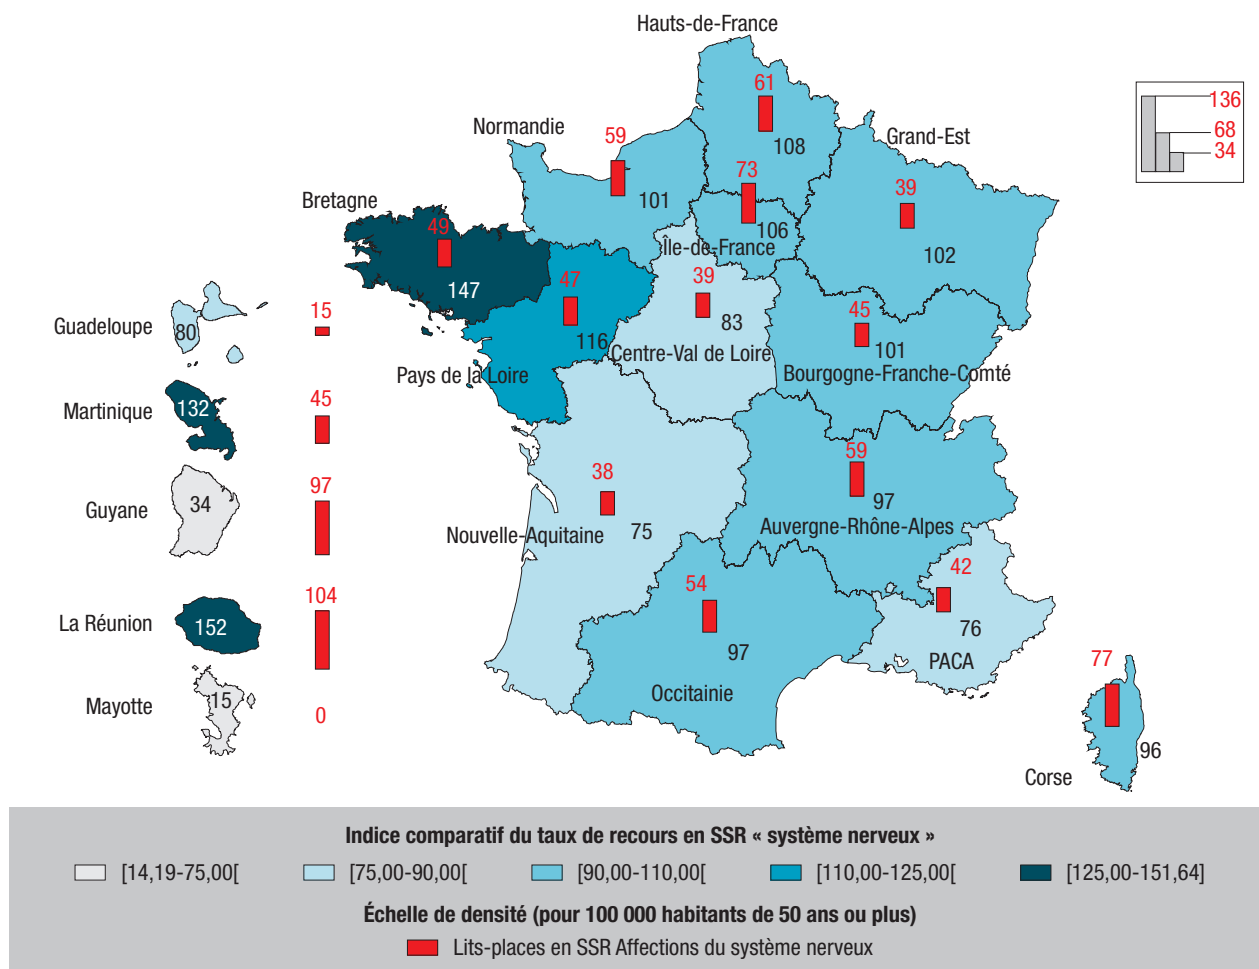 Hauts-de-France
61
108
136
68
34
Normandie
59
101
Grand-Est
39
102
73
106
Île-de-France
Bretagne
49
147
47
116
Pays de la Loire
39
83
Centre-Val de Loire
45
101
Bourgogne-Franche-Comté
Guadeloupe
80
15
Martinique
132
45
Guyane
34
97
La Réunion
152
104
Mayotte
15
0
38
75
Nouvelle-Aquitaine
59
97
Auvergne-Rhône-Alpes
54
97
Occitainie
42
76
PACA
77
96
Corse
Indice comparatif du taux de recours en SSR « système nerveux »
[14,19-75,00[ [75,00-90,00[ [90,00-110,00[ [110,00-125,00[ [125,00-151,64]
Échelle de densité (pour 100 000 habitants de 50 ans ou plus)
Lits-places en SSR Affections du système nerveux